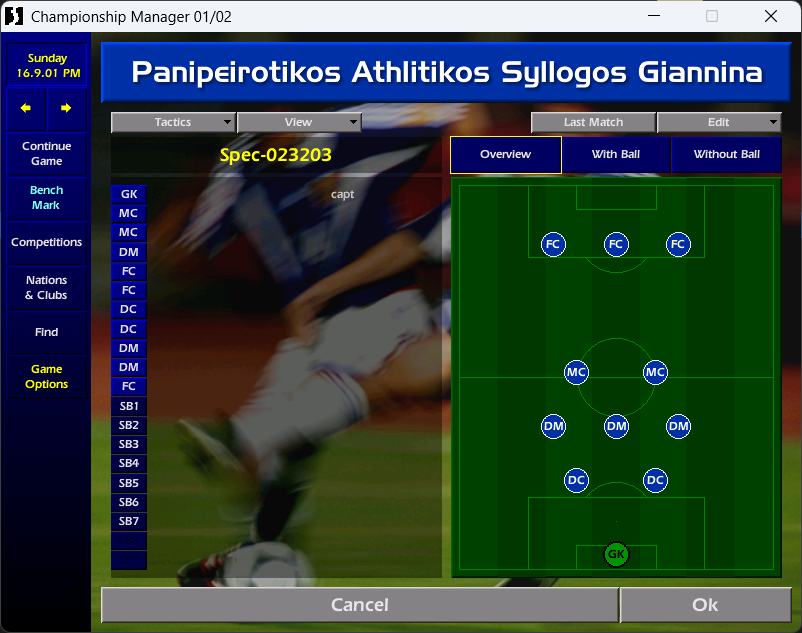 Championship Manager 01/02
Sunday
16.9.01 PM
Panipeirotikos Athlitikos Syllogos Giannina
Continue
Game
Bench
Mark
Competitions
Nations
& Clubs
Find
Game
Options
Tactics
View
Last Match
Edit
Spec-023203
Overview
With Ball
Without Ball
GK capt
MC
MC
DM
FC
FC
DC
DC
DM
DM
FC
SB1
SB2
SB3
SB4
SB5
SB6
SB7
FC FC FC
MC MC
DM DM DM
DC DC
GK
Cancel
Ok